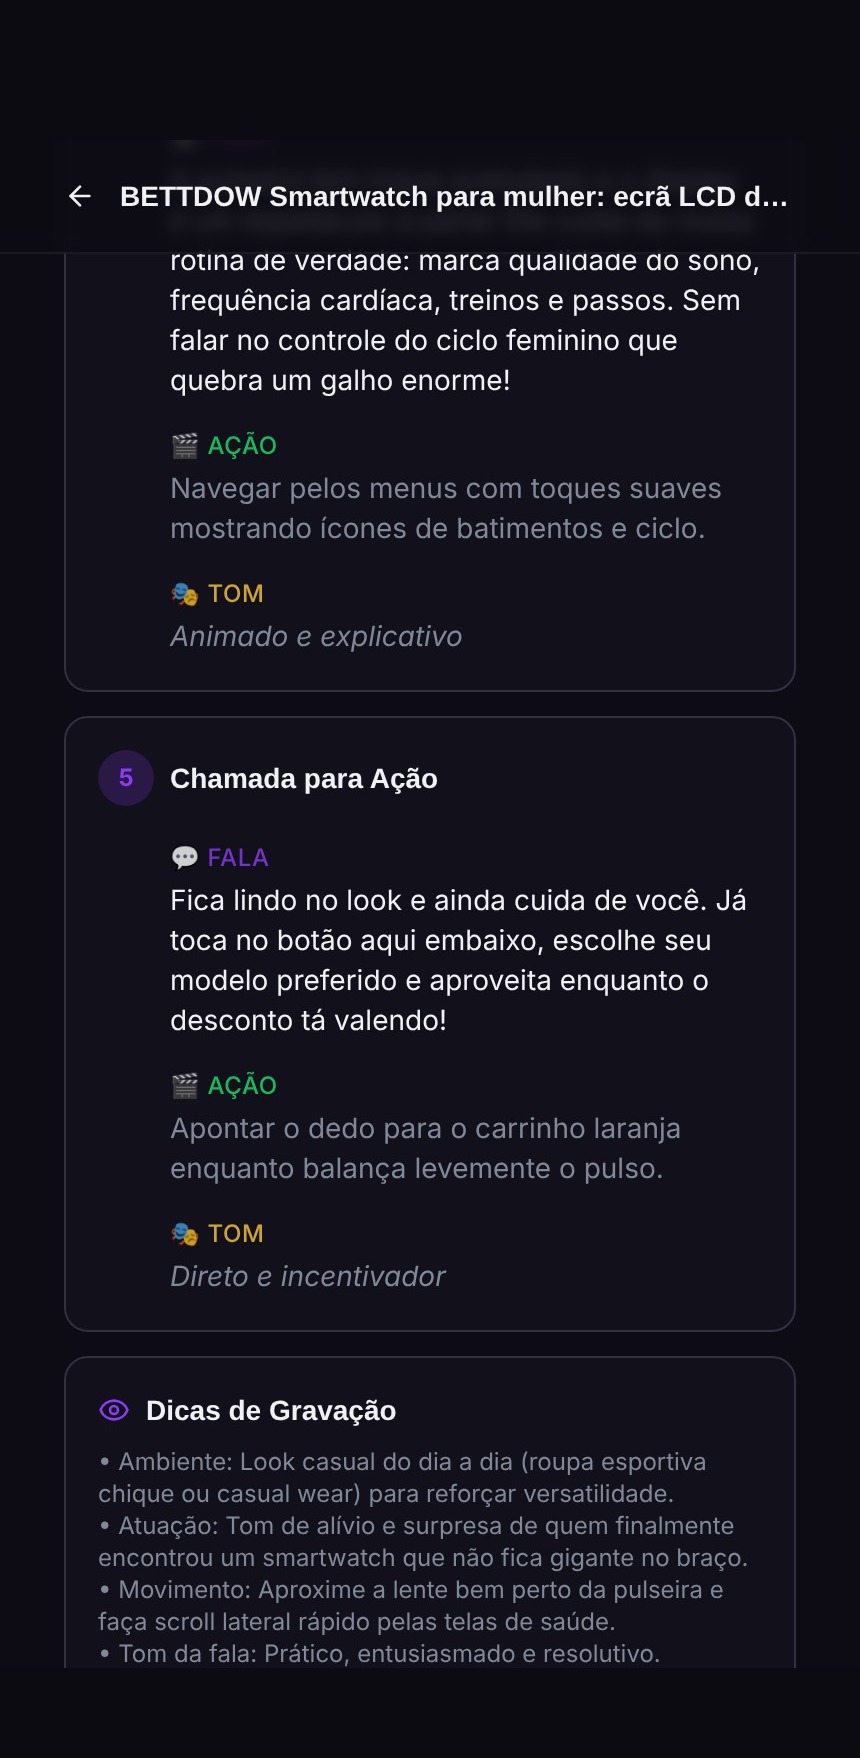 BETTDOW Smartwatch para mulher: ecrã LCD d...
rotina de verdade: marca qualidade do sono,
frequência cardíaca, treinos e passos. Sem
falar no controle do ciclo feminino que
quebra um galho enorme!
🎬 AÇÃO
Navegar pelos menus com toques suaves
mostrando ícones de batimentos e ciclo.
🎭 TOM
Animado e explicativo
5 Chamada para Ação
💬 FALA
Fica lindo no look e ainda cuida de você. Já
toca no botão aqui embaixo, escolhe seu
modelo preferido e aproveita enquanto o
desconto tá valendo!
🎬 AÇÃO
Apontar o dedo para o carrinho laranja
enquanto balança levemente o pulso.
🎭 TOM
Direto e incentivador
Dicas de Gravação
• Ambiente: Look casual do dia a dia (roupa esportiva
chique ou casual wear) para reforçar versatilidade.
• Atuação: Tom de alívio e surpresa de quem finalmente
encontrou um smartwatch que não fica gigante no braço.
• Movimento: Aproxime a lente bem perto da pulseira e
faça scroll lateral rápido pelas telas de saúde.
• Tom da fala: Prático, entusiasmado e resolutivo.